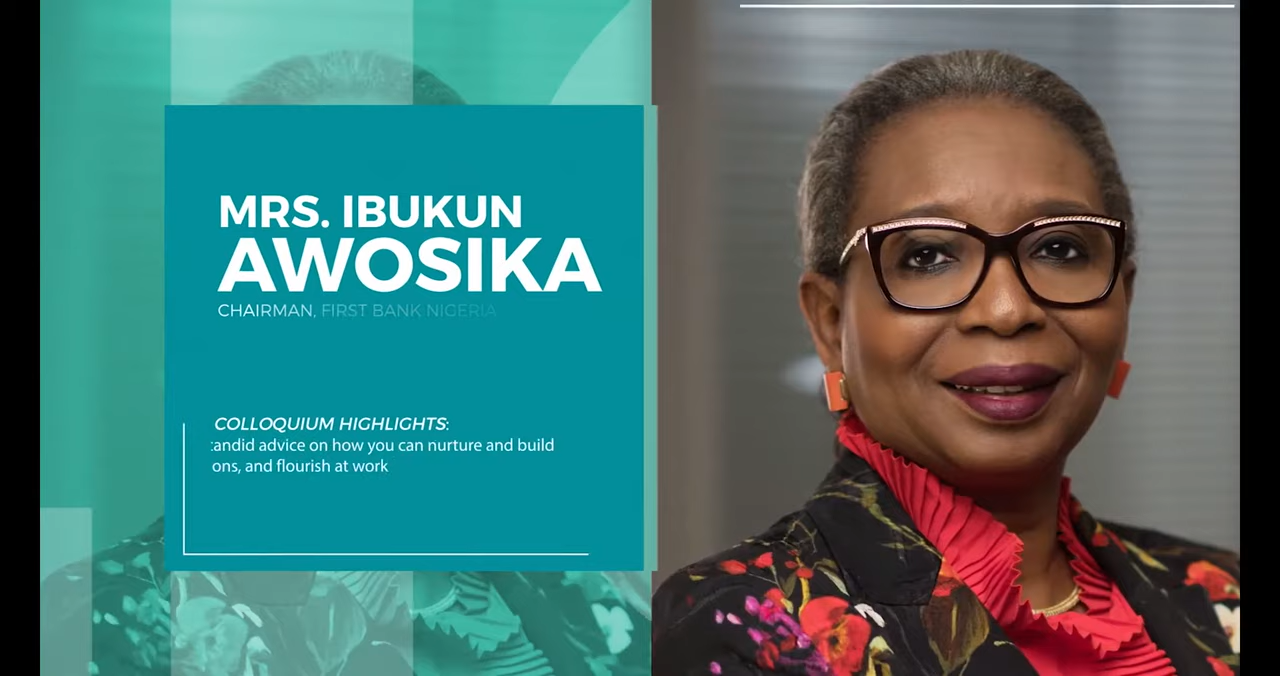 MRS. IBUKUN
AWOSIKA
CHAIRMAN, FIRST BANK NIGERIA
COLLOQUIUM HIGHLIGHTS:
andid advice on how you can nurture and build
ons, and flourish at work